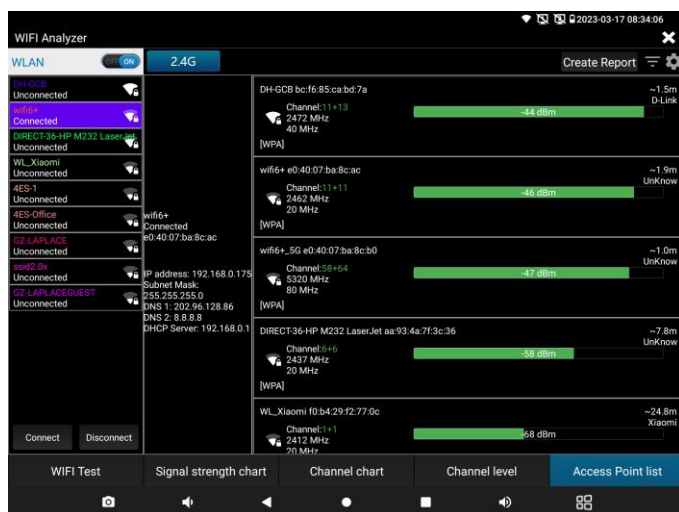 2023-03-17 08:34:06
WIFI Analyzer
WLAN
OFF ON
2.4G
Create Report
DH-GCB
Unconnected
wifi6+
Connected
DIRECT-36-HP M232 LaserJet
Unconnected
WL_Xiaomi
Unconnected
4ES-1
Unconnected
4ES-Office
Unconnected
GZ-LAPLACE
Unconnected
ssid2.0x
Unconnected
GZ-LAPLACEGUEST
Unconnected
Connect
Disconnect
wifi6+
Connected
e0:40:07:ba:8c:ac
IP address: 192.168.0.175
Subnet Mask:
255.255.255.0
DNS 1: 202.96.128.86
DNS 2: 8.8.8.8
DHCP Server: 192.168.0.1
DH-GCB bc:f6:85:ca:bd:7a
~1.5m
D-Link
Channel:11+13
2472 MHz
40 MHz
-44 dBm
[WPA]
wifi6+ e0:40:07:ba:8c:ac
~1.9m
UnKnow
Channel:11+11
2462 MHz
20 MHz
-46 dBm
[WPA]
wifi6+_5G e0:40:07:ba:8c:b0
~1.0m
UnKnow
Channel:58+64
5320 MHz
80 MHz
-47 dBm
[WPA]
DIRECT-36-HP M232 LaserJet aa:93:4a:7f:3c:36
~7.8m
UnKnow
Channel:6+6
2437 MHz
20 MHz
-58 dBm
[WPA]
WL_Xiaomi f0:b4:29:f2:77:0c
~24.8m
Xiaomi
Channel:1+1
2412 MHz
20 MHz
-68 dBm
WIFI Test
Signal strength chart
Channel chart
Channel level
Access Point list